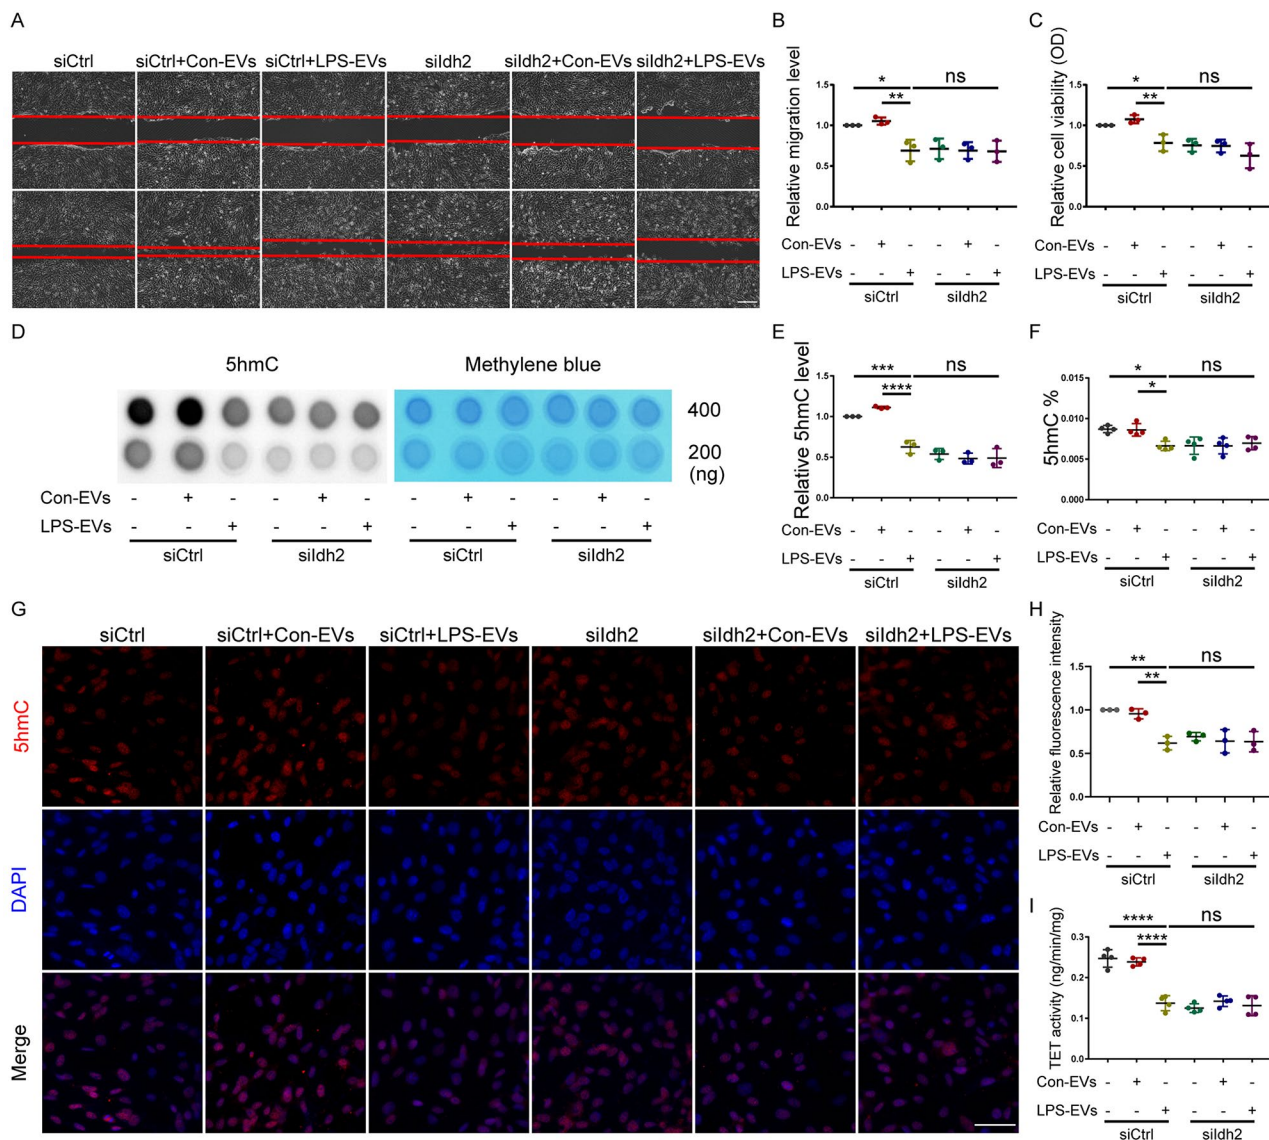 A
siCtrl siCtrl+Con-EVs siCtrl+LPS-EVs siIdh2 siIdh2+Con-EVs siIdh2+LPS-EVs
B
Relative migration level
1.5
1.0
0.5
0.0
* ** ns
Con-EVs - + - - + -
LPS-EVs - - + - - +
siCtrl siIdh2
C
Relative cell viability (OD)
1.5
1.0
0.5
0.0
* ** ns
Con-EVs - + - - + -
LPS-EVs - - + - - +
siCtrl siIdh2
D
5hmC Methylene blue
400
200
(ng)
Con-EVs - + - - + - - + - - + -
LPS-EVs - - + - - + - - + - - +
siCtrl siIdh2 siCtrl siIdh2
E
Relative 5hmC level
1.5
1.0
0.5
0.0
*** **** ns
Con-EVs - + - - + -
LPS-EVs - - + - - +
siCtrl siIdh2
F
5hmC %
0.015
0.010
0.005
0.000
* * ns
Con-EVs - + - - + -
LPS-EVs - - + - - +
siCtrl siIdh2
G
siCtrl siCtrl+Con-EVs siCtrl+LPS-EVs siIdh2 siIdh2+Con-EVs siIdh2+LPS-EVs
5hmC
DAPI
Merge
H
Relative fluorescence intensity
1.5
1.0
0.5
0.0
** ** ns
Con-EVs - + - - + -
LPS-EVs - - + - - +
siCtrl siIdh2
I
TET activity (ng/min/mg)
0.3
0.2
0.1
0.0
**** **** ns
Con-EVs - + - - + -
LPS-EVs - - + - - +
siCtrl siIdh2